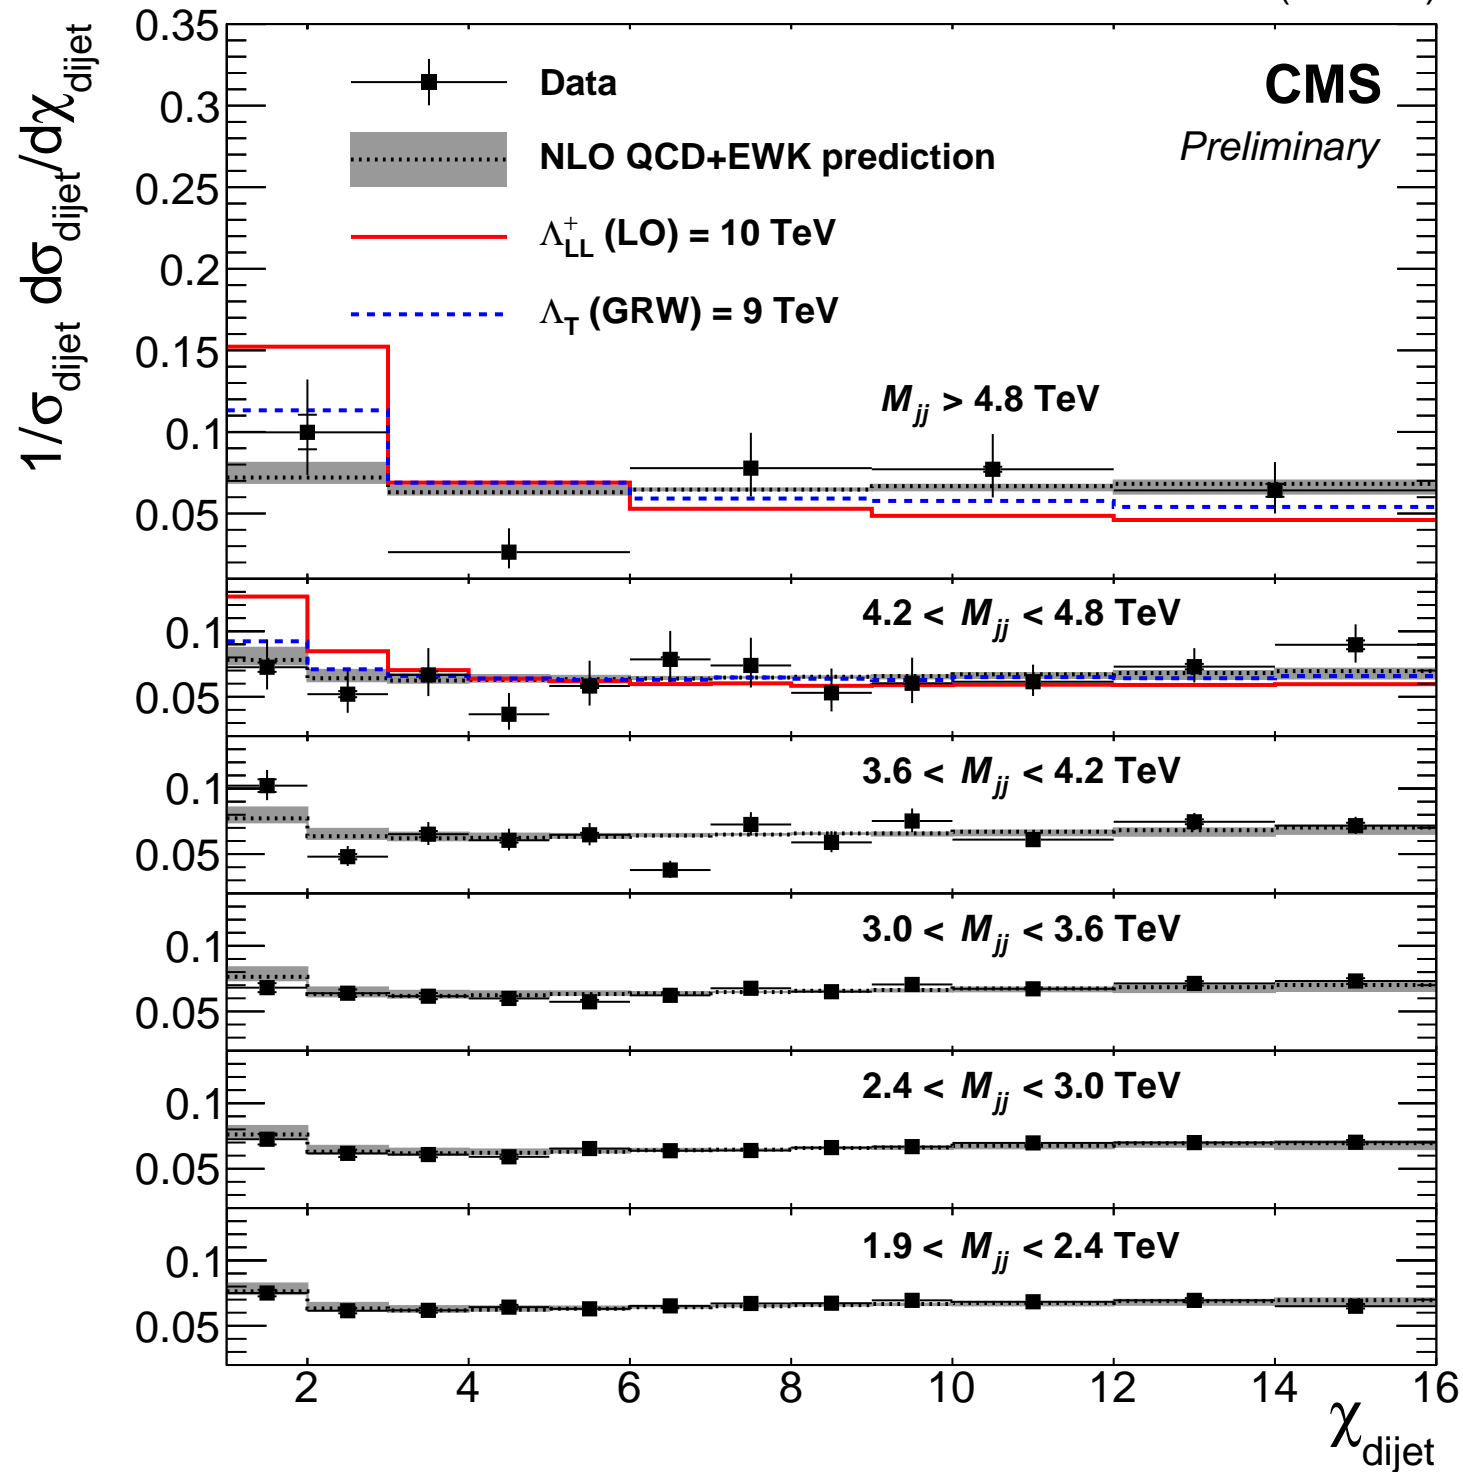 CMS
Preliminary
Data
NLO QCD+EWK prediction
Λ⁺LL (LO) = 10 TeV
ΛT (GRW) = 9 TeV
1/σdijet dσdijet/dχdijet
0.35
0.3
0.25
0.2
0.15
0.1
0.05
Mjj > 4.8 TeV
0.1
0.05
4.2 < Mjj < 4.8 TeV
0.1
0.05
3.6 < Mjj < 4.2 TeV
0.1
0.05
3.0 < Mjj < 3.6 TeV
0.1
0.05
2.4 < Mjj < 3.0 TeV
0.1
0.05
1.9 < Mjj < 2.4 TeV
2 4 6 8 10 12 14 16
χdijet